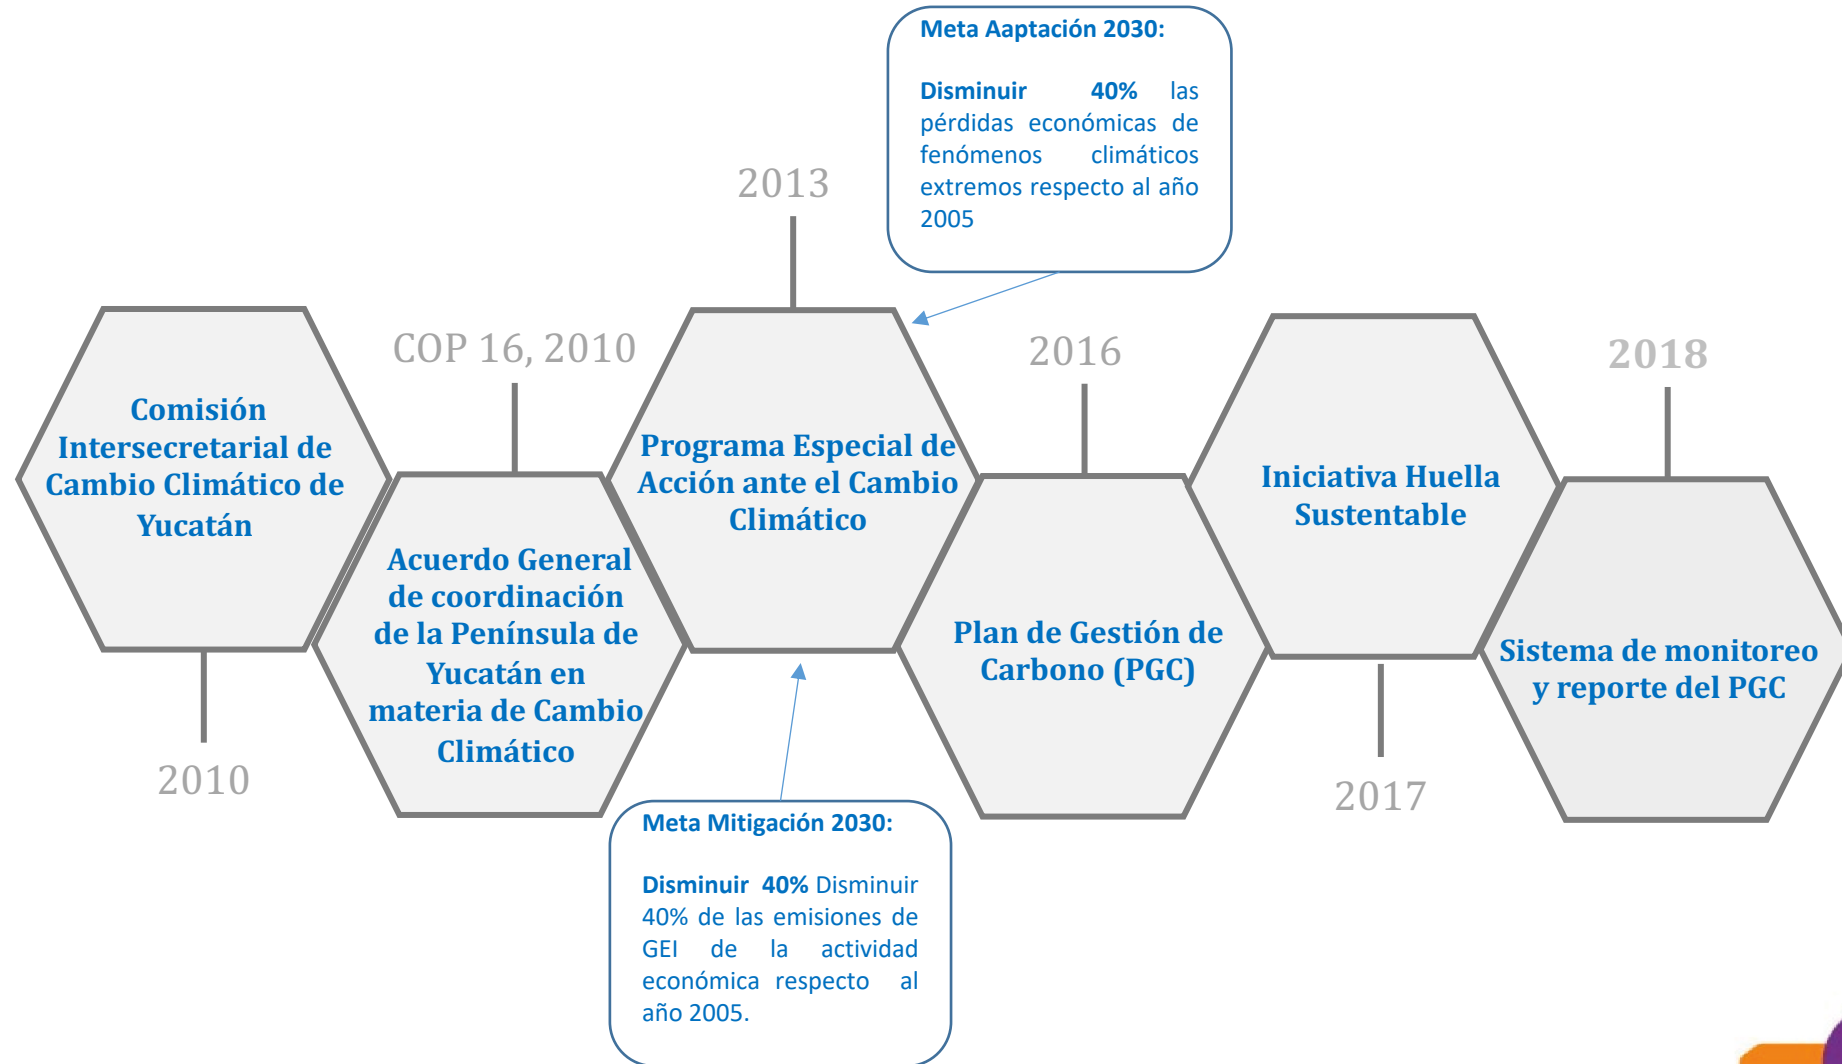 Meta Aaptación 2030:
Disminuir 40% las
pérdidas económicas de
fenómenos climáticos
extremos respecto al año
2005
2013
COP 16, 2010
2016
2018
Comisión
Intersecretarial de
Cambio Climático de
Yucatán
2010
Acuerdo General
de coordinación
de la Península de
Yucatán en
materia de Cambio
Climático
Programa Especial de
Acción ante el Cambio
Climático
Plan de Gestión de
Carbono (PGC)
Iniciativa Huella
Sustentable
2017
Sistema de monitoreo
y reporte del PGC
Meta Mitigación 2030:
Disminuir 40% Disminuir
40% de las emisiones de
GEI de la actividad
económica respecto al
año 2005.